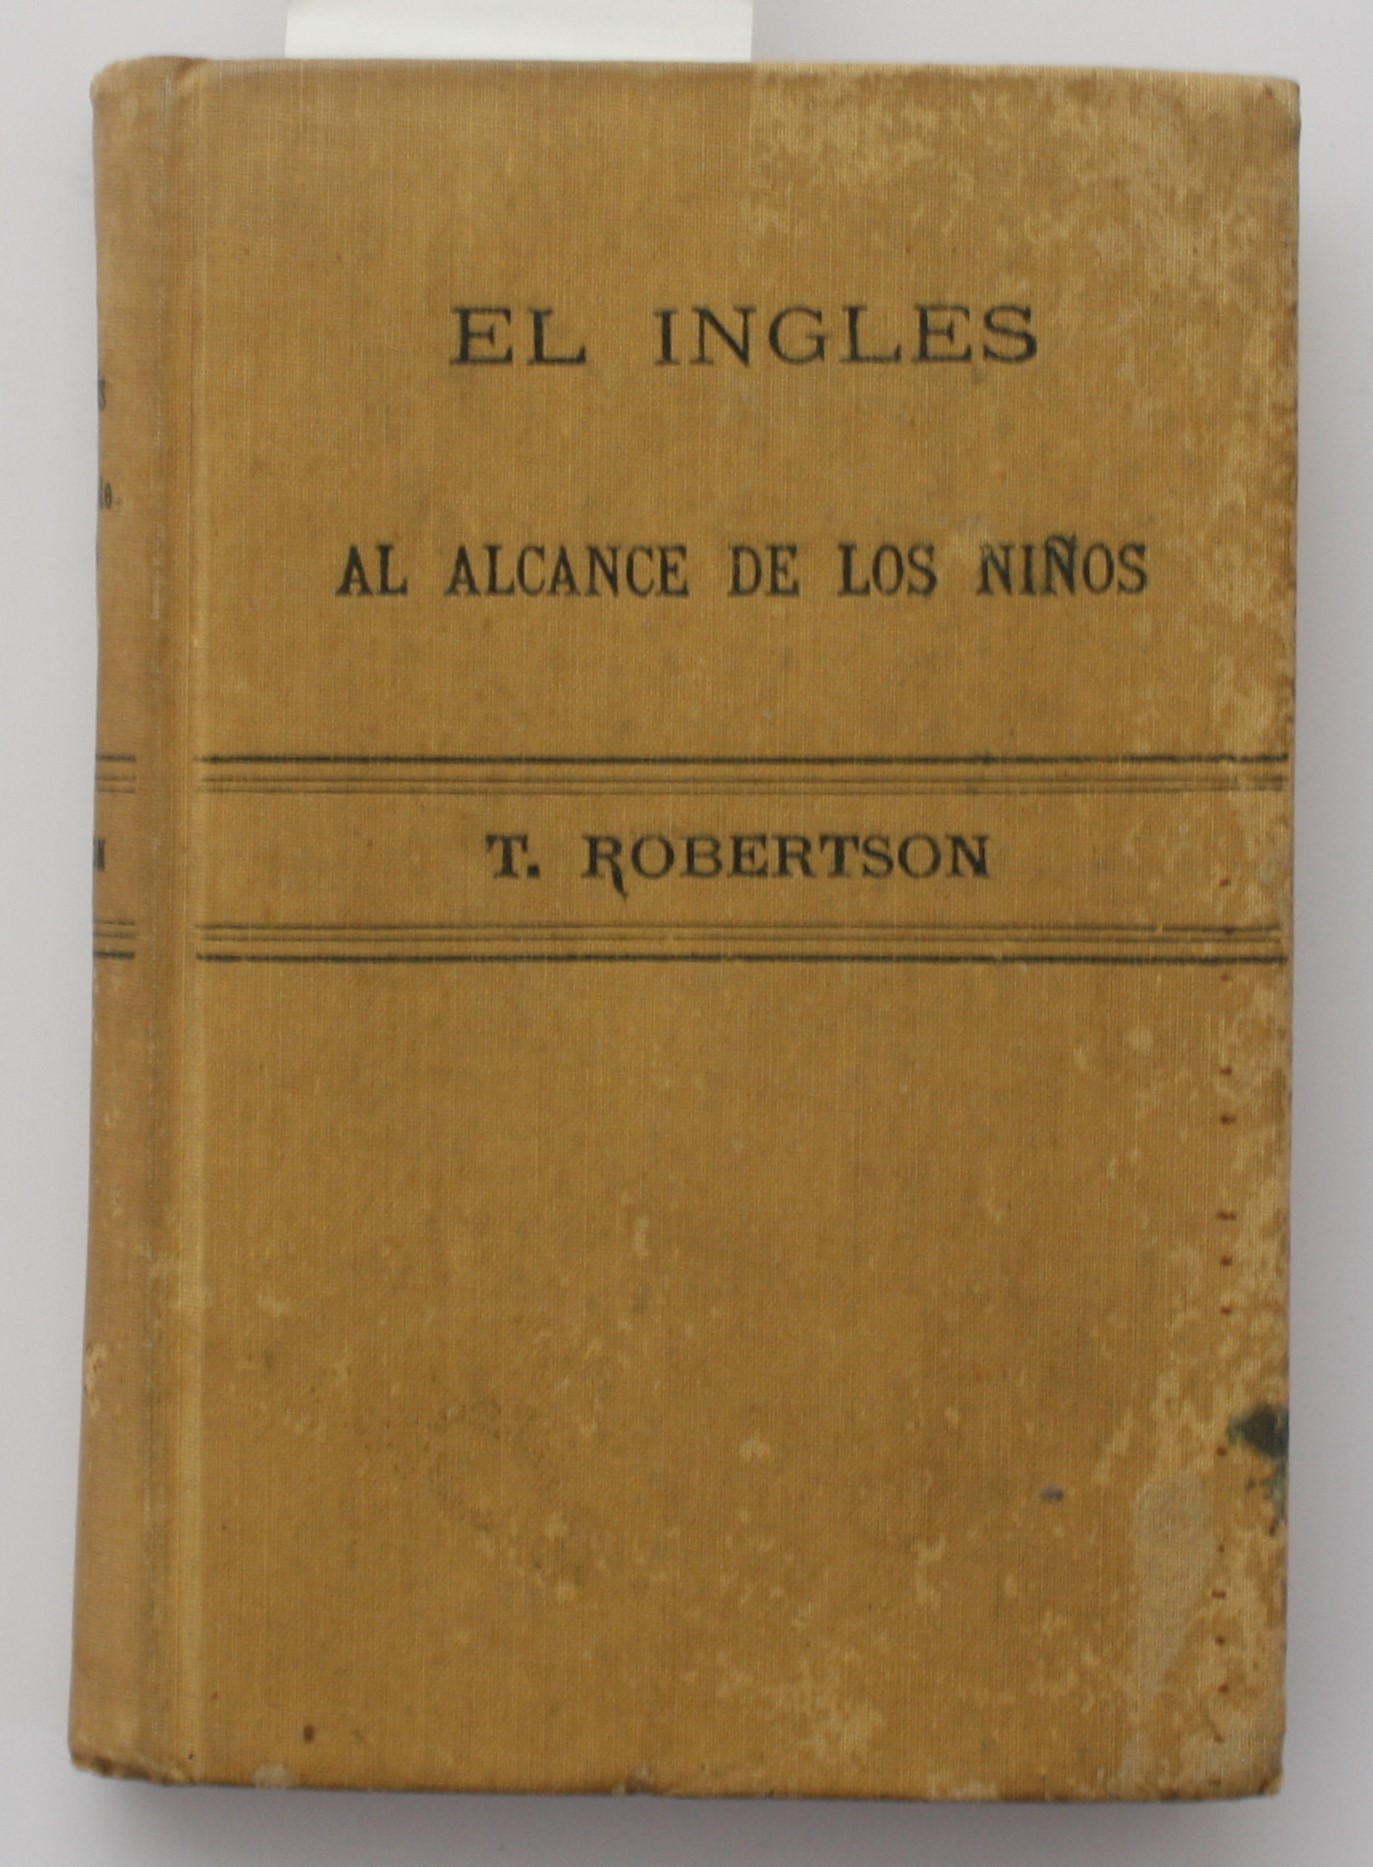 EL INGLES
AL ALCANCE DE LOS NIÑOS
T. ROBERTSON